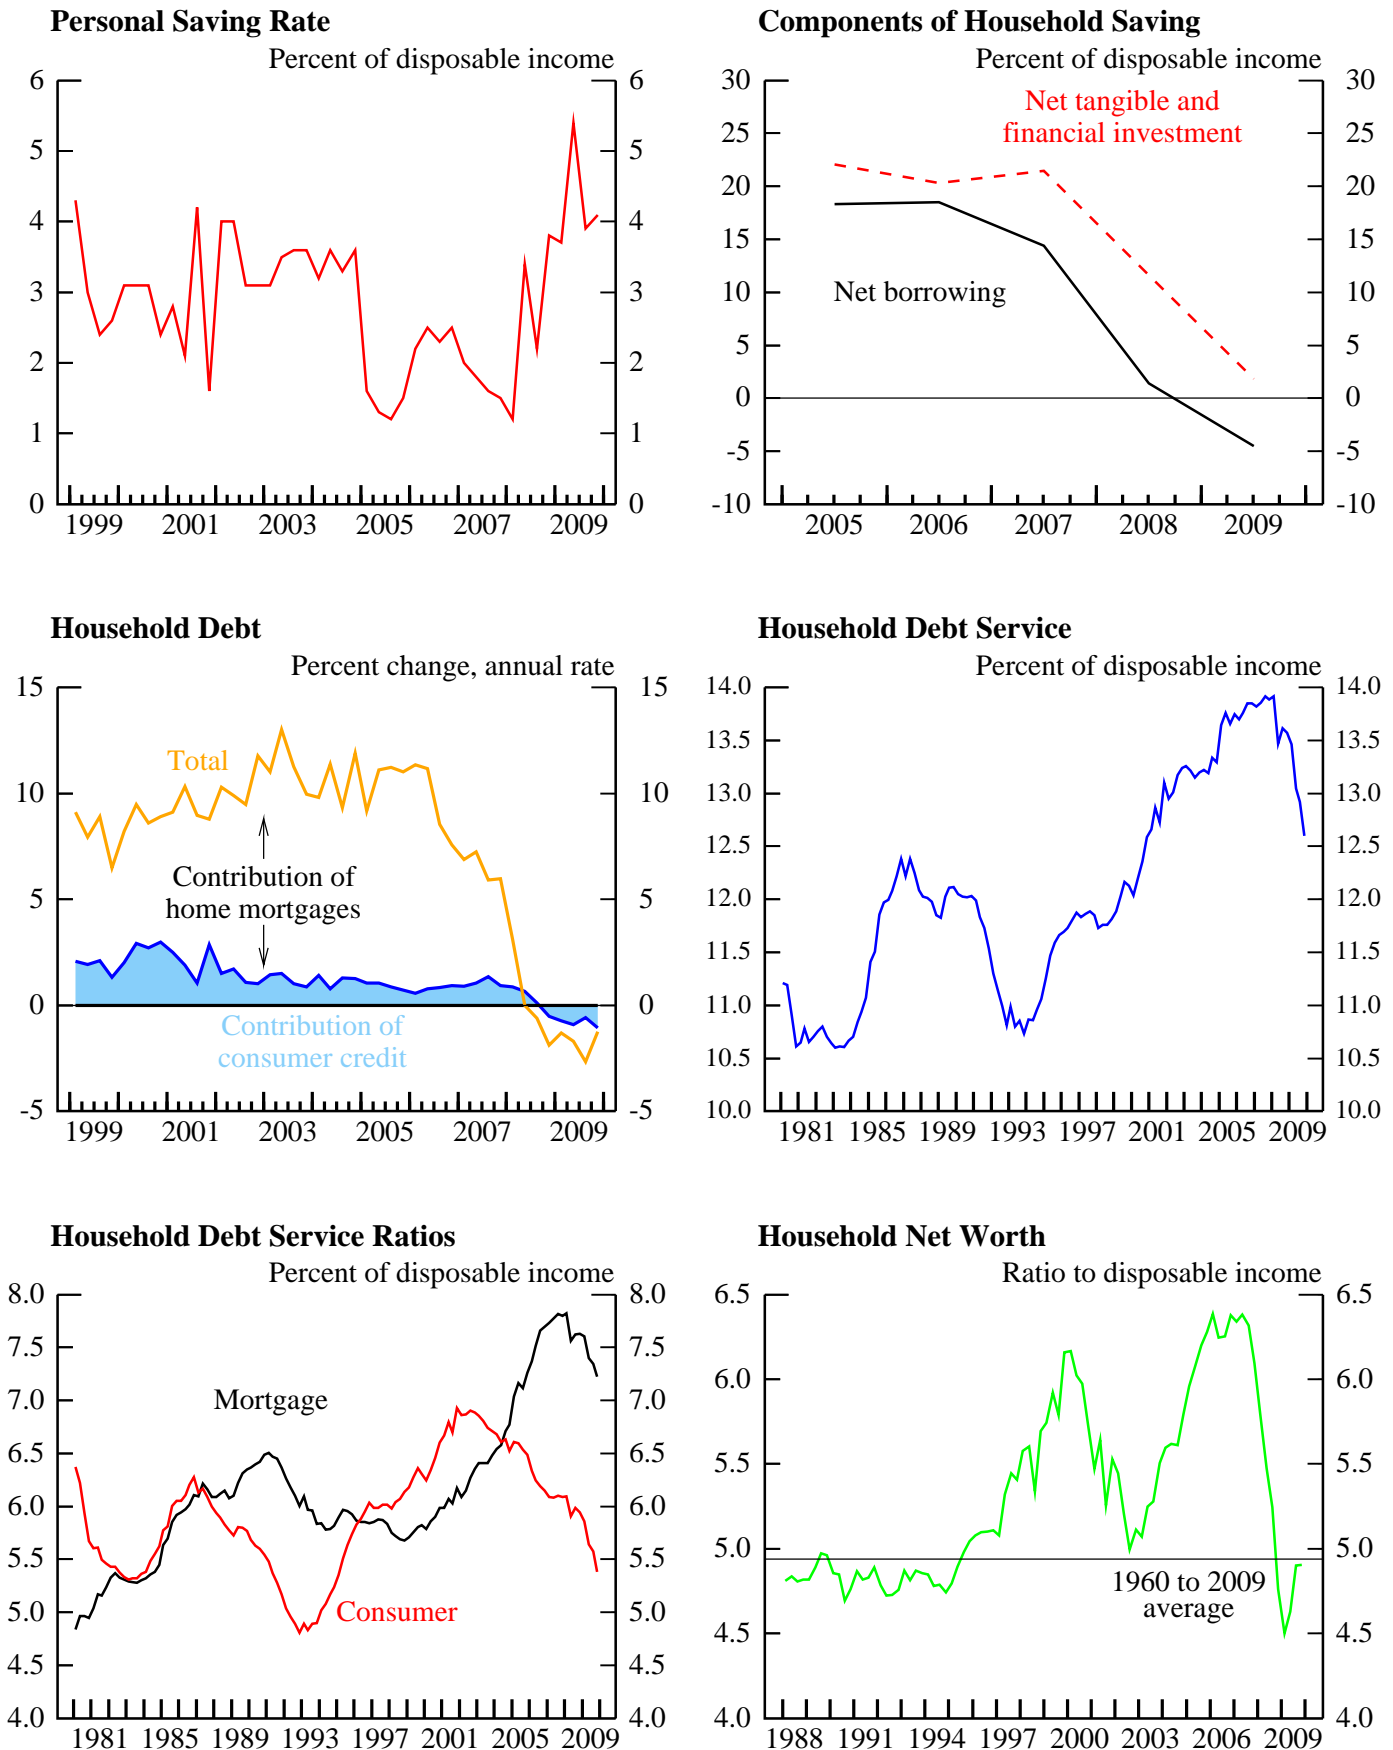 Personal Saving Rate
Percent of disposable income
6 6
5 5
4 4
3 3
2 2
1 1
0 0
1999 2001 2003 2005 2007 2009
Components of Household Saving
Percent of disposable income
30 30
25 25
20 20
15 15
10 10
5 5
0 0
-5 -5
-10 -10
Net tangible and
financial investment
Net borrowing
2005 2006 2007 2008 2009
Household Debt
Percent change, annual rate
15 15
10 10
5 5
0 0
-5 -5
Total
Contribution of
home mortgages
Contribution of
consumer credit
1999 2001 2003 2005 2007 2009
Household Debt Service
Percent of disposable income
14.0 14.0
13.5 13.5
13.0 13.0
12.5 12.5
12.0 12.0
11.5 11.5
11.0 11.0
10.5 10.5
10.0 10.0
1981 1985 1989 1993 1997 2001 2005 2009
Household Debt Service Ratios
Percent of disposable income
8.0 8.0
7.5 7.5
7.0 7.0
6.5 6.5
6.0 6.0
5.5 5.5
5.0 5.0
4.5 4.5
4.0 4.0
Mortgage
Consumer
1981 1985 1989 1993 1997 2001 2005 2009
Household Net Worth
Ratio to disposable income
6.5 6.5
6.0 6.0
5.5 5.5
5.0 5.0
4.5 4.5
4.0 4.0
1960 to 2009
average
1988 1991 1994 1997 2000 2003 2006 2009